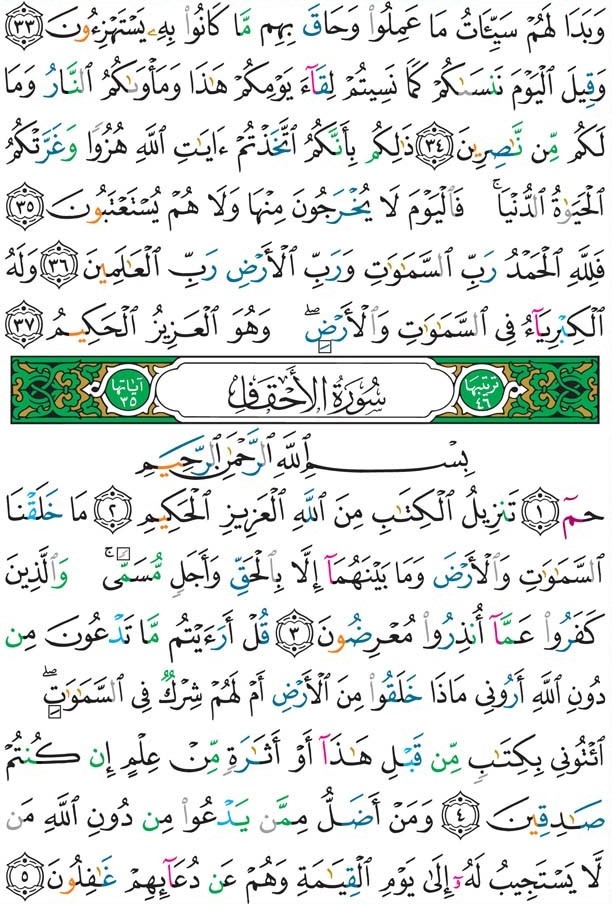 وَبَدَا لَهُمْ سَيِّـَٔاتُ مَا عَمِلُوا۟ وَحَاقَ بِهِم مَّا كَانُوا۟ بِهِۦ يَسْتَهْزِءُونَ ٣٣
وَقِيلَ ٱلْيَوْمَ نَنسَىٰكُمْ كَمَا نَسِيتُمْ لِقَآءَ يَوْمِكُمْ هَـٰذَا وَمَأْوَىٰكُمُ ٱلنَّارُ وَمَا
لَكُم مِّن نَّـٰصِرِينَ ٣٤ ذَٰلِكُم بِأَنَّكُمُ ٱتَّخَذْتُمْ ءَايَـٰتِ ٱللَّهِ هُزُوًا وَغَرَّتْكُمُ
ٱلْحَيَوٰةُ ٱلدُّنْيَا ۚ فَٱلْيَوْمَ لَا يُخْرَجُونَ مِنْهَا وَلَا هُمْ يُسْتَعْتَبُونَ ٣٥
فَلِلَّهِ ٱلْحَمْدُ رَبِّ ٱلسَّمَـٰوَٰتِ وَرَبِّ ٱلْأَرْضِ رَبِّ ٱلْعَـٰلَمِينَ ٣٦ وَلَهُ
ٱلْكِبْرِيَآءُ فِى ٱلسَّمَـٰوَٰتِ وَٱلْأَرْضِ ۖ وَهُوَ ٱلْعَزِيزُ ٱلْحَكِيمُ ٣٧
ترتيبها ٤٦ سُورَةُ الأَحْقَافِ آياتها ٣٥
بِسْمِ ٱللَّهِ ٱلرَّحْمَـٰنِ ٱلرَّحِيمِ
حمٓ ١ تَنزِيلُ ٱلْكِتَـٰبِ مِنَ ٱللَّهِ ٱلْعَزِيزِ ٱلْحَكِيمِ ٢ مَا خَلَقْنَا
ٱلسَّمَـٰوَٰتِ وَٱلْأَرْضَ وَمَا بَيْنَهُمَآ إِلَّا بِٱلْحَقِّ وَأَجَلٍ مُّسَمًّى ۚ وَٱلَّذِينَ
كَفَرُوا۟ عَمَّآ أُنذِرُوا۟ مُعْرِضُونَ ٣ قُلْ أَرَءَيْتُم مَّا تَدْعُونَ مِن
دُونِ ٱللَّهِ أَرُونِى مَاذَا خَلَقُوا۟ مِنَ ٱلْأَرْضِ أَمْ لَهُمْ شِرْكٌ فِى ٱلسَّمَـٰوَٰتِ ۖ
ٱئْتُونِى بِكِتَـٰبٍ مِّن قَبْلِ هَـٰذَآ أَوْ أَثَـٰرَةٍ مِّنْ عِلْمٍ إِن كُنتُمْ
صَـٰدِقِينَ ٤ وَمَنْ أَضَلُّ مِمَّن يَدْعُوا۟ مِن دُونِ ٱللَّهِ مَن
لَّا يَسْتَجِيبُ لَهُۥٓ إِلَىٰ يَوْمِ ٱلْقِيَـٰمَةِ وَهُمْ عَن دُعَآئِهِمْ غَـٰفِلُونَ ٥